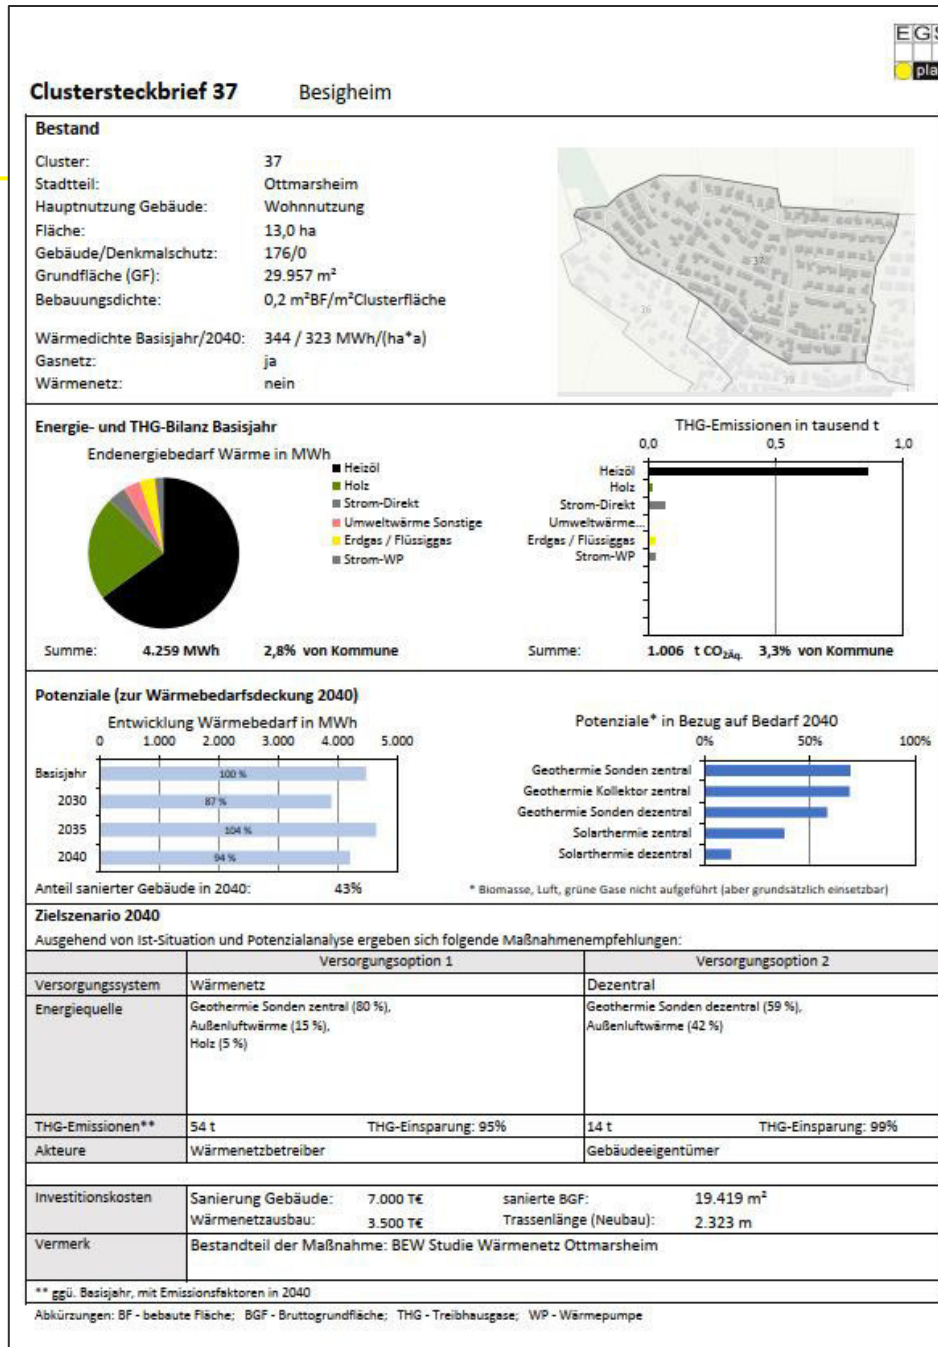 EGS
pla
Clustersteckbrief 37 Besigheim
Bestand
Cluster: 37
Stadtteil: Ottmarsheim
Hauptnutzung Gebäude: Wohnnutzung
Fläche: 13,0 ha
Gebäude/Denkmalschutz: 176/0
Grundfläche (GF): 29.957 m²
Bebauungsdichte: 0,2 m²BF/m²Clusterfläche
Wärmedichte Basisjahr/2040: 344 / 323 MWh/(ha*a)
Gasnetz: ja
Wärmenetz: nein
37
36
39
Energie- und THG-Bilanz Basisjahr
Endenergiebedarf Wärme in MWh
Heizöl
Holz
Strom-Direkt
Umweltwärme Sonstige
Erdgas / Flüssiggas
Strom-WP
Summe: 4.259 MWh 2,8% von Kommune
THG-Emissionen in tausend t
0,0 0,5 1,0
Heizöl
Holz
Strom-Direkt
Umweltwärme...
Erdgas / Flüssiggas
Strom-WP
Summe: 1.006 t CO₂Äq. 3,3% von Kommune
Potenziale (zur Wärmebedarfsdeckung 2040)
Entwicklung Wärmebedarf in MWh
0 1.000 2.000 3.000 4.000 5.000
Basisjahr 100 %
2030 87 %
2035 104 %
2040 94 %
Anteil sanierter Gebäude in 2040: 43%
Potenziale* in Bezug auf Bedarf 2040
0% 50% 100%
Geothermie Sonden zentral
Geothermie Kollektor zentral
Geothermie Sonden dezentral
Solarthermie zentral
Solarthermie dezentral
* Biomasse, Luft, grüne Gase nicht aufgeführt (aber grundsätzlich einsetzbar)
Zielszenario 2040
Ausgehend von Ist-Situation und Potenzialanalyse ergeben sich folgende Maßnahmenempfehlungen:
Versorgungsoption 1 Versorgungsoption 2
Versorgungssystem Wärmenetz Dezentral
Energiequelle Geothermie Sonden zentral (80 %), Geothermie Sonden dezentral (59 %),
Außenluftwärme (15 %), Außenluftwärme (42 %)
Holz (5 %)
THG-Emissionen** 54 t THG-Einsparung: 95% 14 t THG-Einsparung: 99%
Akteure Wärmenetzbetreiber Gebäudeeigentümer
Investitionskosten Sanierung Gebäude: 7.000 T€ sanierte BGF: 19.419 m²
Wärmenetzausbau: 3.500 T€ Trassenlänge (Neubau): 2.323 m
Vermerk Bestandteil der Maßnahme: BEW Studie Wärmenetz Ottmarsheim
** ggü. Basisjahr, mit Emissionsfaktoren in 2040
Abkürzungen: BF - bebaute Fläche; BGF - Bruttogrundfläche; THG - Treibhausgase; WP - Wärmepumpe